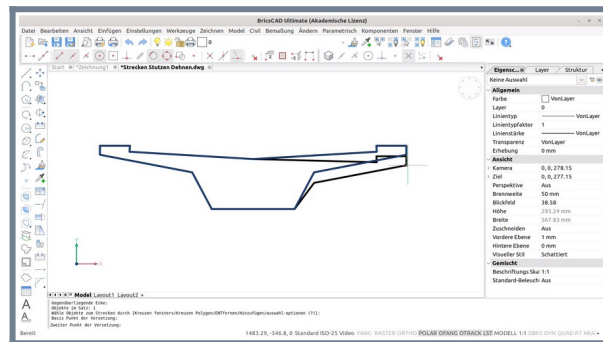 BricsCAD Ultimate (Akademische Lizenz)
Datei Bearbeiten Ansicht Einfügen Einstellungen Werkzeuge Zeichnen Model Civil Bemaßung Ändern Parametrisch Komponenten Fenster Hilfe
0
Start *Zeichnung1 *Strecken Stutzen Dehnen.dwg
Eigensc... Layer Struktur
Keine Auswahl
Allgemein
Farbe VonLayer
Layer 0
Linientyp VonLayer
Linientypfaktor 1
Linienstärke VonLayer
Transparenz VonLayer
Erhebung 0 mm
Ansicht
Kamera 0, 0, 278.15
Ziel 0, 0, 277.15
Perspektive Aus
Brennweite 50 mm
Blickfeld 38.58
Höhe 293.24 mm
Breite 567.83 mm
Zuschneiden Aus
Vordere Ebene 1 mm
Hintere Ebene 0 mm
Visueller Stil Schattiert
Gemischt
Beschriftungs Ska 1:1
Standard-Beleuch Aus
Y
X
Model Layout1 Layout2 +
Gegenüberliegende Ecke:
Objekte im Satz: 1
Wähle Objekte zum Strecken durch [Kreuzen fensters/Kreuzen Polygon/ENTfernen/Hinzufügen/auswahl-optionen (?)]:
Basis Punkt der Versetzung:
Zweiter Punkt der Versetzung:
Bereit 1483.29, -346.8, 0 Standard ISO-25 Video FANG RASTER ORTHO POLAR OFANG OTRACK LST MODELL 1:1 DBKS DYN QUAD RT HKA